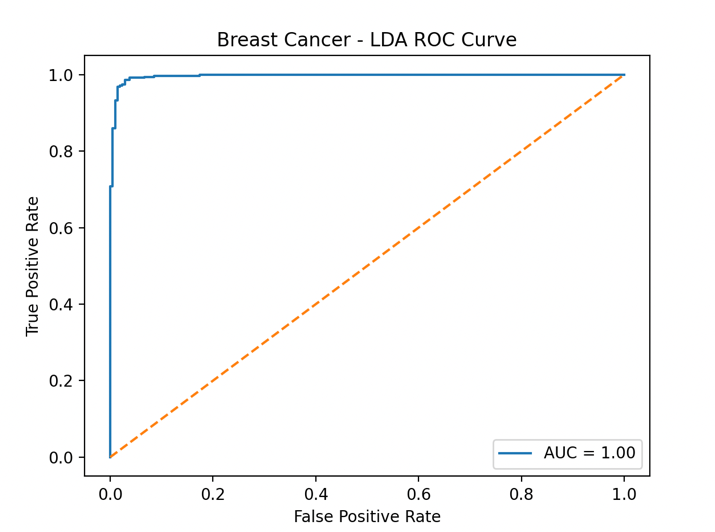 Breast Cancer - LDA ROC Curve
True Positive Rate
1.0
0.8
0.6
0.4
0.2
0.0
AUC = 1.00
0.0 0.2 0.4 0.6 0.8 1.0
False Positive Rate